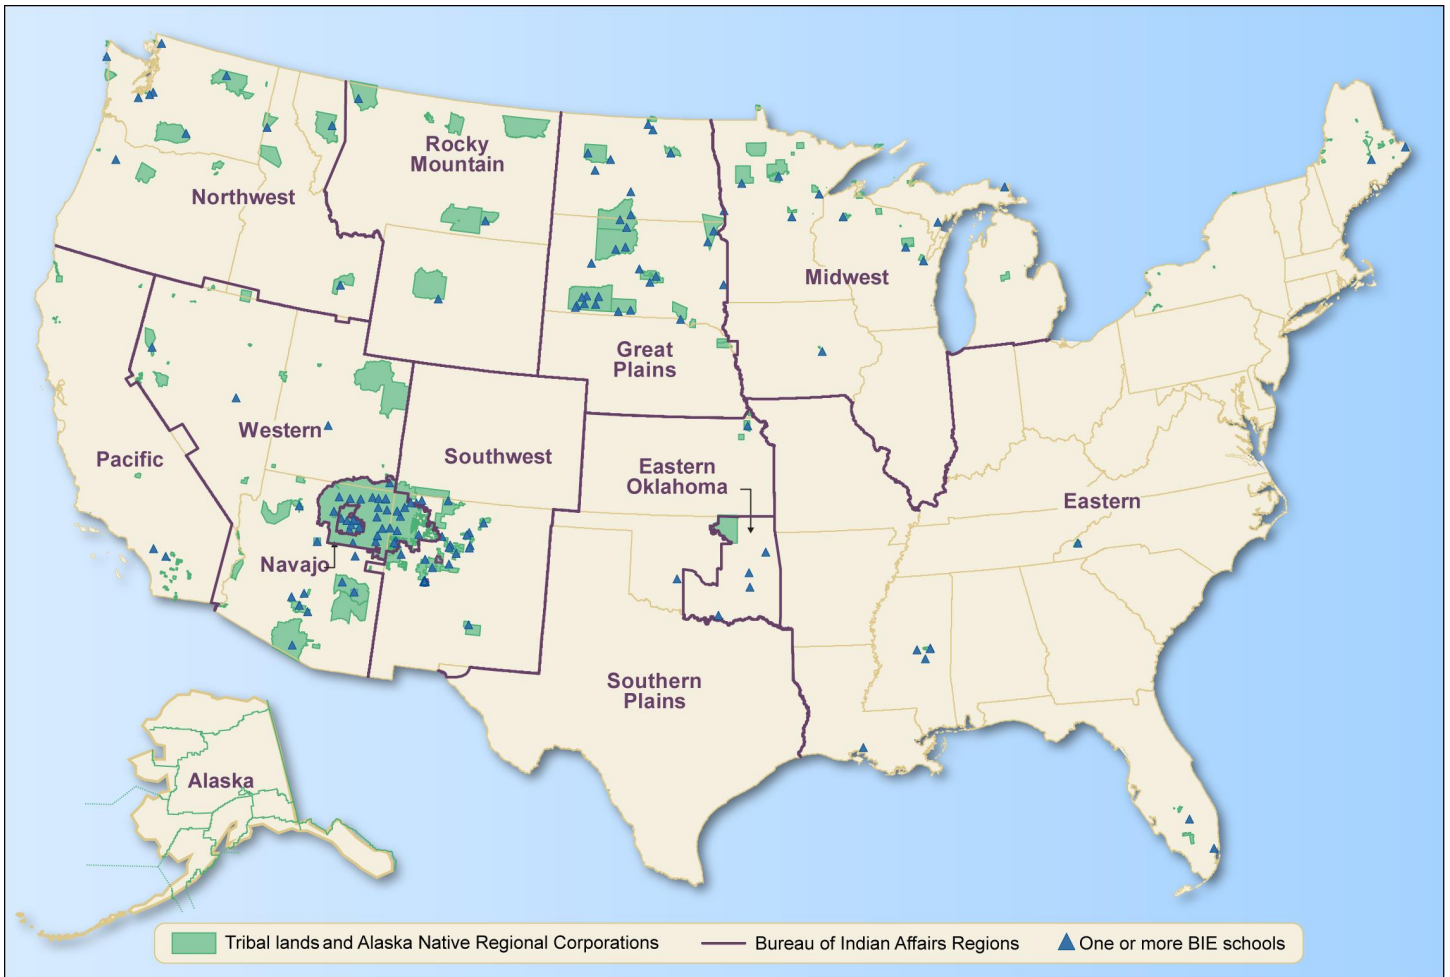 Rocky
Mountain
Northwest
Midwest
Great
Plains
Western
Southwest
Pacific
Eastern
Oklahoma
Eastern
Navajo
Southern
Plains
Alaska
Tribal lands and Alaska Native Regional Corporations
Bureau of Indian Affairs Regions
One or more BIE schools